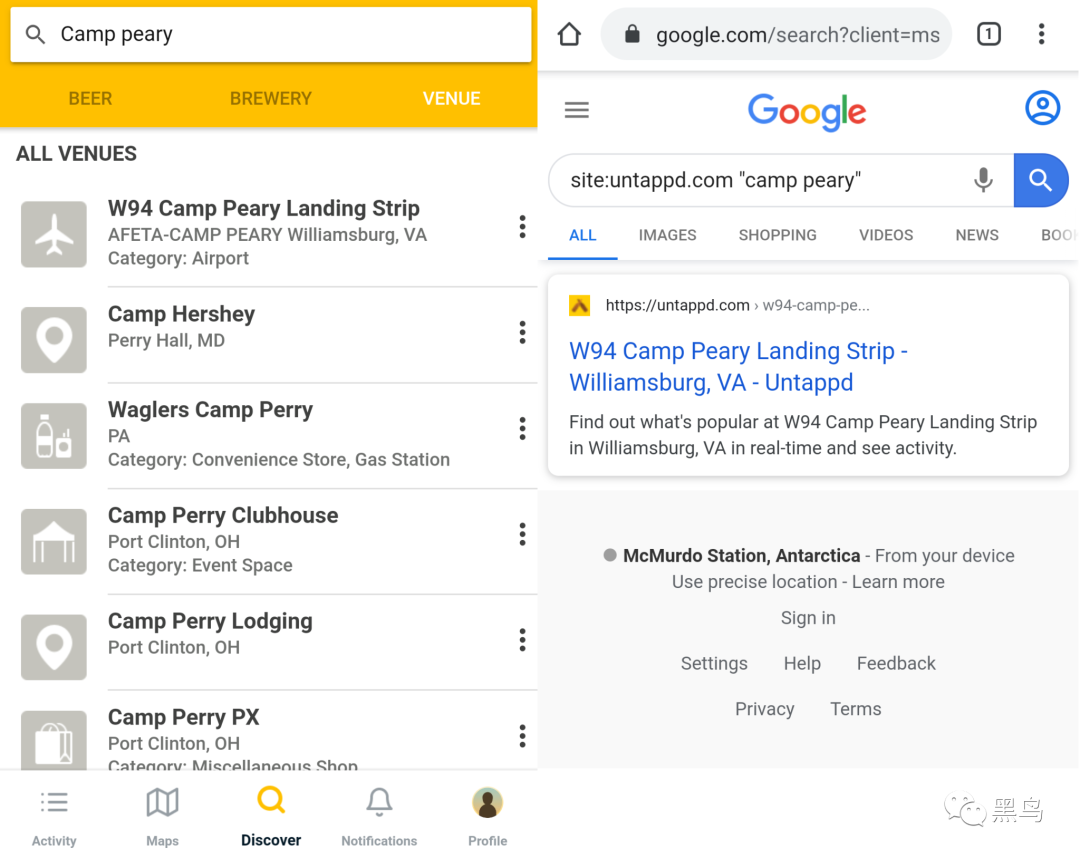 Camp peary
BEER
BREWERY
VENUE
ALL VENUES
W94 Camp Peary Landing Strip
AFETA-CAMP PEARY Williamsburg, VA
Category: Airport
Camp Hershey
Perry Hall, MD
Waglers Camp Perry
PA
Category: Convenience Store, Gas Station
Camp Perry Clubhouse
Port Clinton, OH
Category: Event Space
Camp Perry Lodging
Port Clinton, OH
Camp Perry PX
Port Clinton, OH
Category: Miscellaneous Shop
Activity
Maps
Discover
Notifications
Profile
google.com/search?client=ms
1
Google
site:untappd.com "camp peary"
ALL
IMAGES
SHOPPING
VIDEOS
NEWS
BOO
https://untappd.com › w94-camp-pe...
W94 Camp Peary Landing Strip -
Williamsburg, VA - Untappd
Find out what's popular at W94 Camp Peary Landing Strip
in Williamsburg, VA in real-time and see activity.
McMurdo Station, Antarctica - From your device
Use precise location - Learn more
Sign in
Settings
Help
Feedback
Privacy
Terms
黑鸟